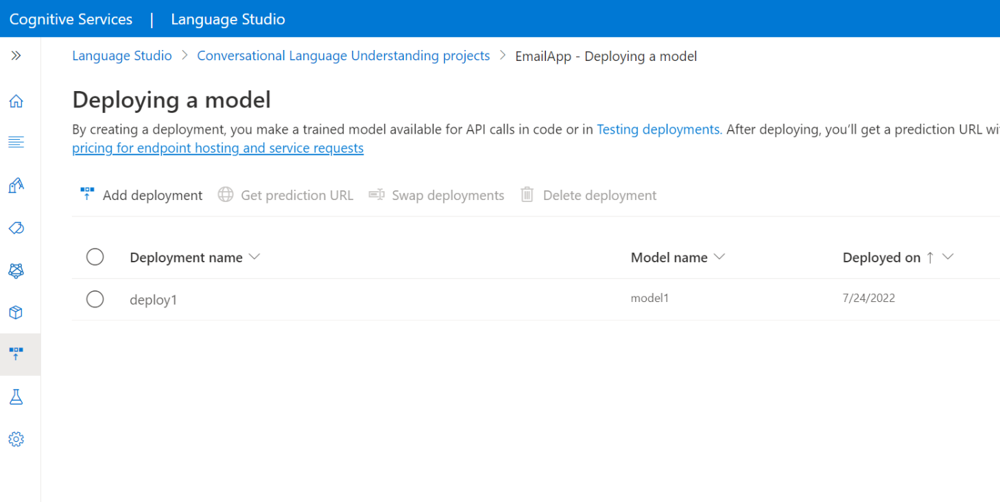 Cognitive Services | Language Studio
Language Studio > Conversational Language Understanding projects > EmailApp - Deploying a model
Deploying a model
By creating a deployment, you make a trained model available for API calls in code or in Testing deployments. After deploying, you'll get a prediction URL
pricing for endpoint hosting and service requests
Add deployment Get prediction URL Swap deployments Delete deployment
Deployment name Model name Deployed on ↑
deploy1 model1 7/24/2022